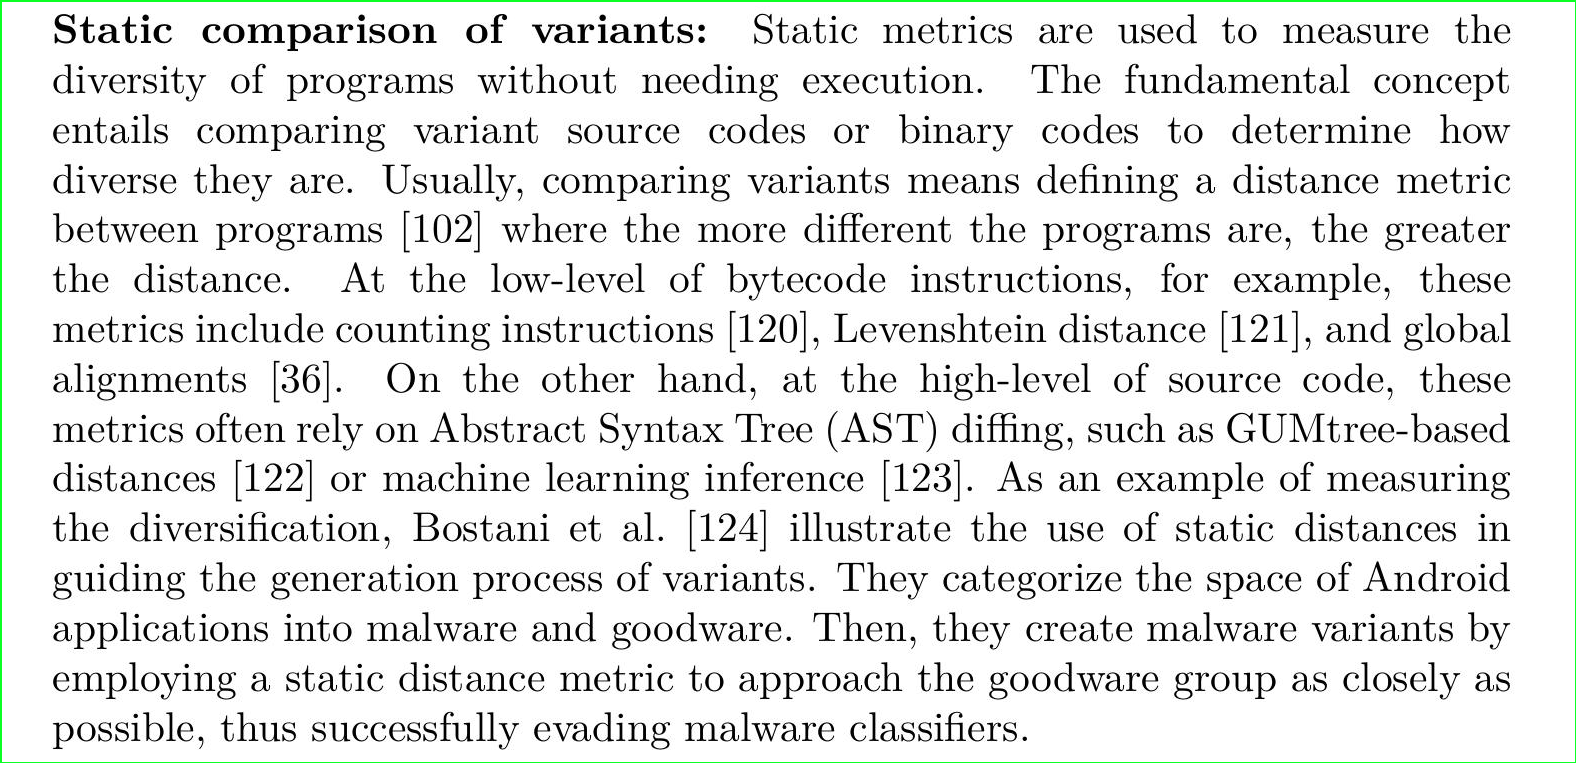 Static comparison of variants: Static metrics are used to measure the
diversity of programs without needing execution. The fundamental concept
entails comparing variant source codes or binary codes to determine how
diverse they are. Usually, comparing variants means defining a distance metric
between programs [102] where the more different the programs are, the greater
the distance. At the low-level of bytecode instructions, for example, these
metrics include counting instructions [120], Levenshtein distance [121], and global
alignments [36]. On the other hand, at the high-level of source code, these
metrics often rely on Abstract Syntax Tree (AST) diffing, such as GUMtree-based
distances [122] or machine learning inference [123]. As an example of measuring
the diversification, Bostani et al. [124] illustrate the use of static distances in
guiding the generation process of variants. They categorize the space of Android
applications into malware and goodware. Then, they create malware variants by
employing a static distance metric to approach the goodware group as closely as
possible, thus successfully evading malware classifiers.